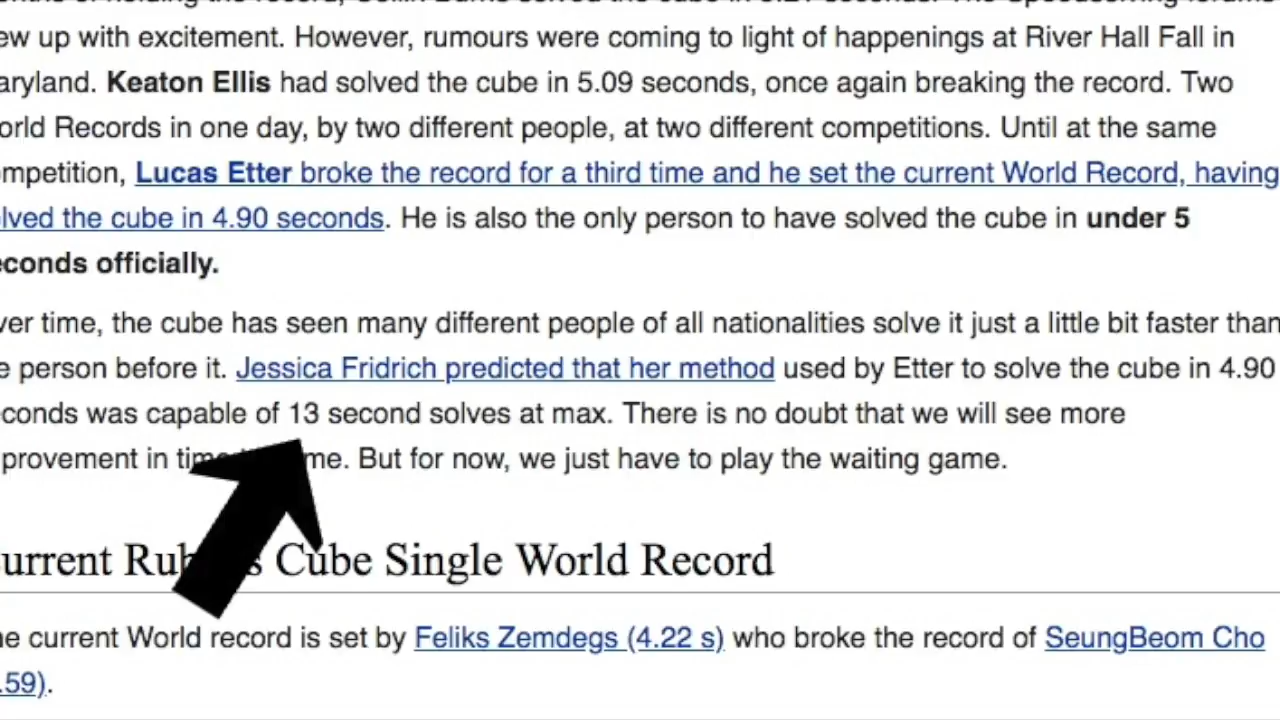 ew up with excitement. However, rumours were coming to light of happenings at River Hall Fall in
aryland. Keaton Ellis had solved the cube in 5.09 seconds, once again breaking the record. Two
orld Records in one day, by two different people, at two different competitions. Until at the same
mpetition, Lucas Etter broke the record for a third time and he set the current World Record, having
lved the cube in 4.90 seconds. He is also the only person to have solved the cube in under 5
econds officially.
ver time, the cube has seen many different people of all nationalities solve it just a little bit faster than
e person before it. Jessica Fridrich predicted that her method used by Etter to solve the cube in 4.90
econds was capable of 13 second solves at max. There is no doubt that we will see more
provement in me. But for now, we just have to play the waiting game.
urrent Rub s Cube Single World Record
he current World record is set by Feliks Zemdegs (4.22 s) who broke the record of SeungBeom Cho
.59).